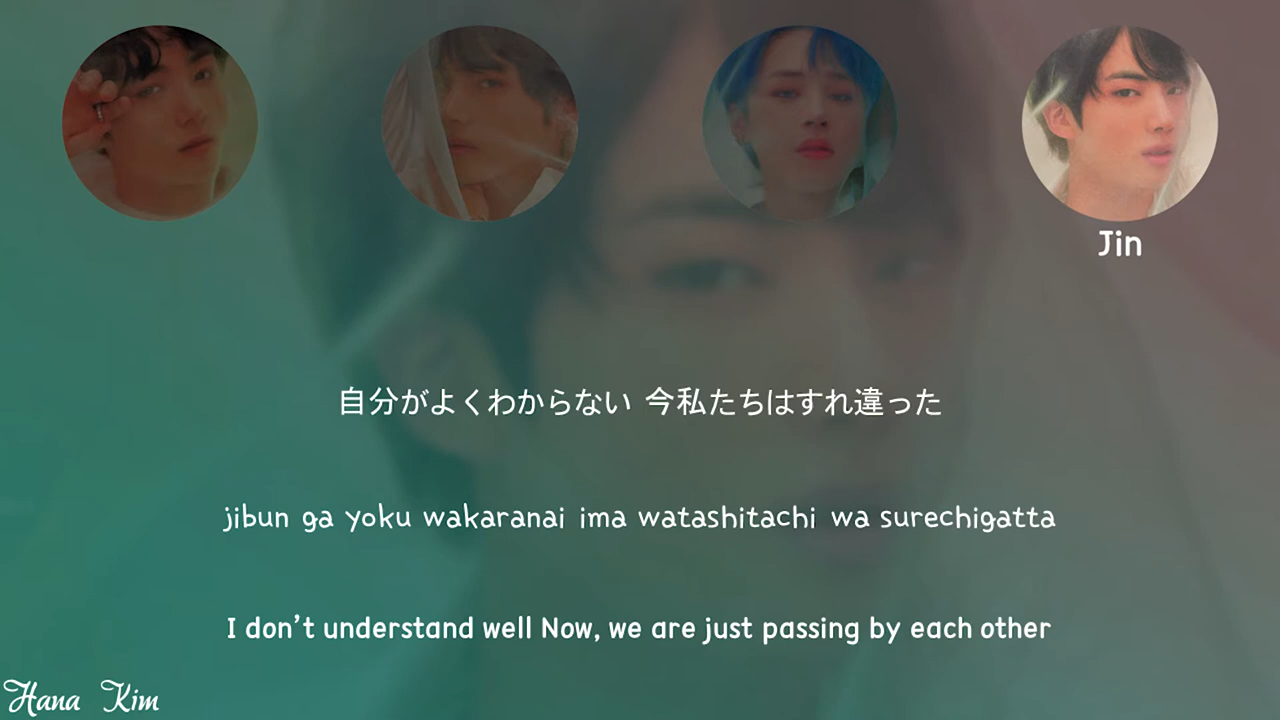 Jin
自分がよくわからない 今私たちはすれ違った
jibun ga yoku wakaranai ima watashitachi wa surechigatta
I don't understand well Now, we are just passing by each other
Hana Kim